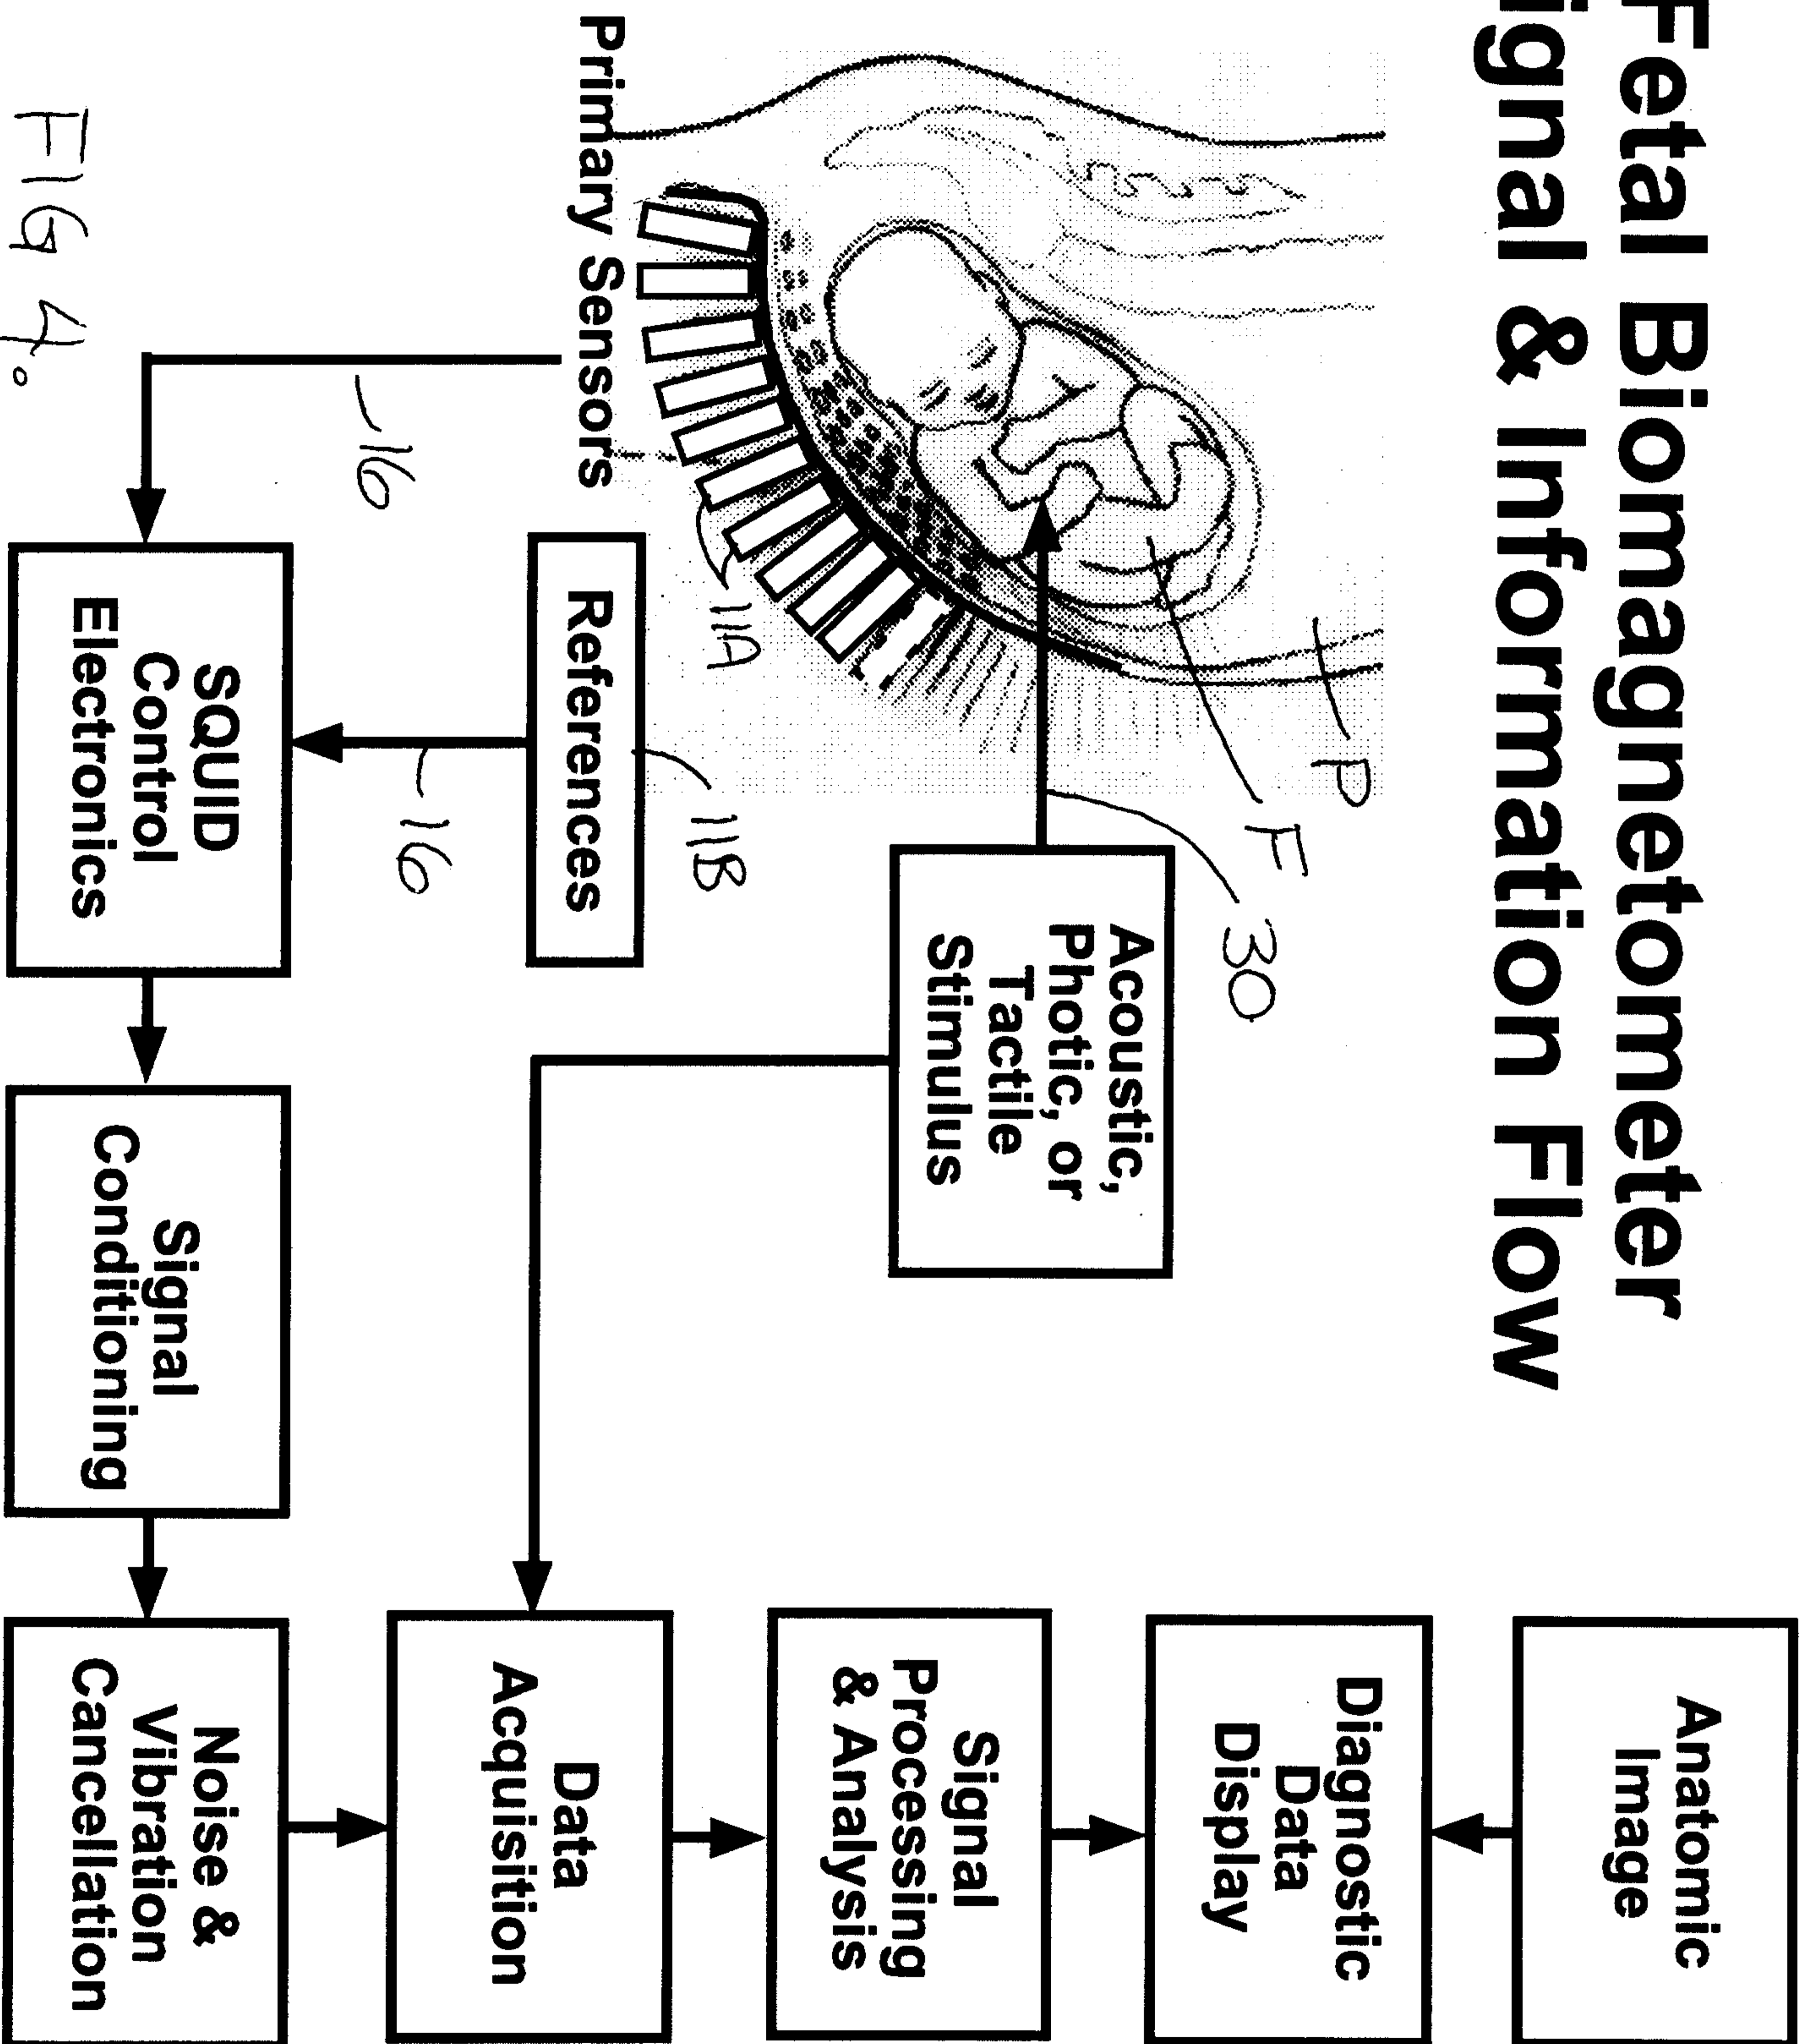 Fetal Biomagnetometer
ignal & Information Flow
P
F
30
Acoustic,
Photic, or
Tactile
Stimulus
Primary Sensors
11A
11B
References
16
16
SQUID
Control
Electronics
Signal
Conditioning
Noise &
Vibration
Cancellation
Data
Acquisition
Signal
Processing
& Analysis
Diagnostic
Data
Display
Anatomic
Image
FIG 4.